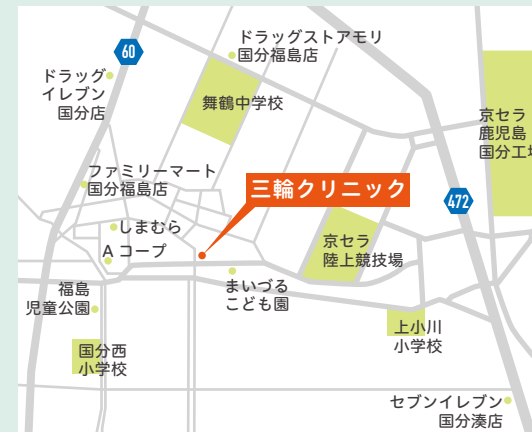 ドラッグストアモリ
国分福島店
60
ドラッグ
イレブン
国分店
舞鶴中学校
京セラ
鹿児島
国分工場
ファミリーマート
国分福島店
三輪クリニック
472
しまむら
Aコープ
京セラ
陸上競技場
まいづる
こども園
福島
児童公園
上小川
小学校
国分西
小学校
セブンイレブン
国分湊店